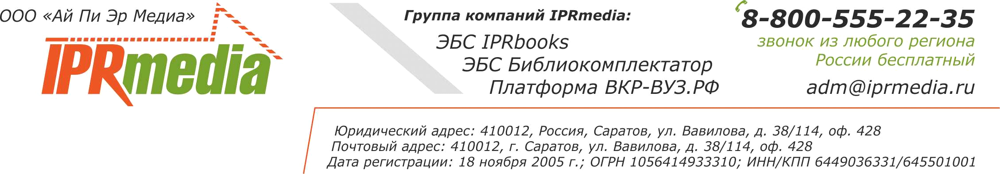 ООО «Ай Пи Эр Медиа»
IPRmedia
Группа компаний IPRmedia:
ЭБС IPRbooks
ЭБС Библиокомплектатор
Платформа ВКР-ВУЗ.РФ
8-800-555-22-35
звонок из любого региона
России бесплатный
adm@iprmedia.ru
Юридический адрес: 410012, Россия, Саратов, ул. Вавилова, д. 38/114, оф. 428
Почтовый адрес: 410012, г. Саратов, ул. Вавилова, д. 38/114, оф. 428
Дата регистрации: 18 ноября 2005 г.; ОГРН 1056414933310; ИНН/КПП 6449036331/645501001